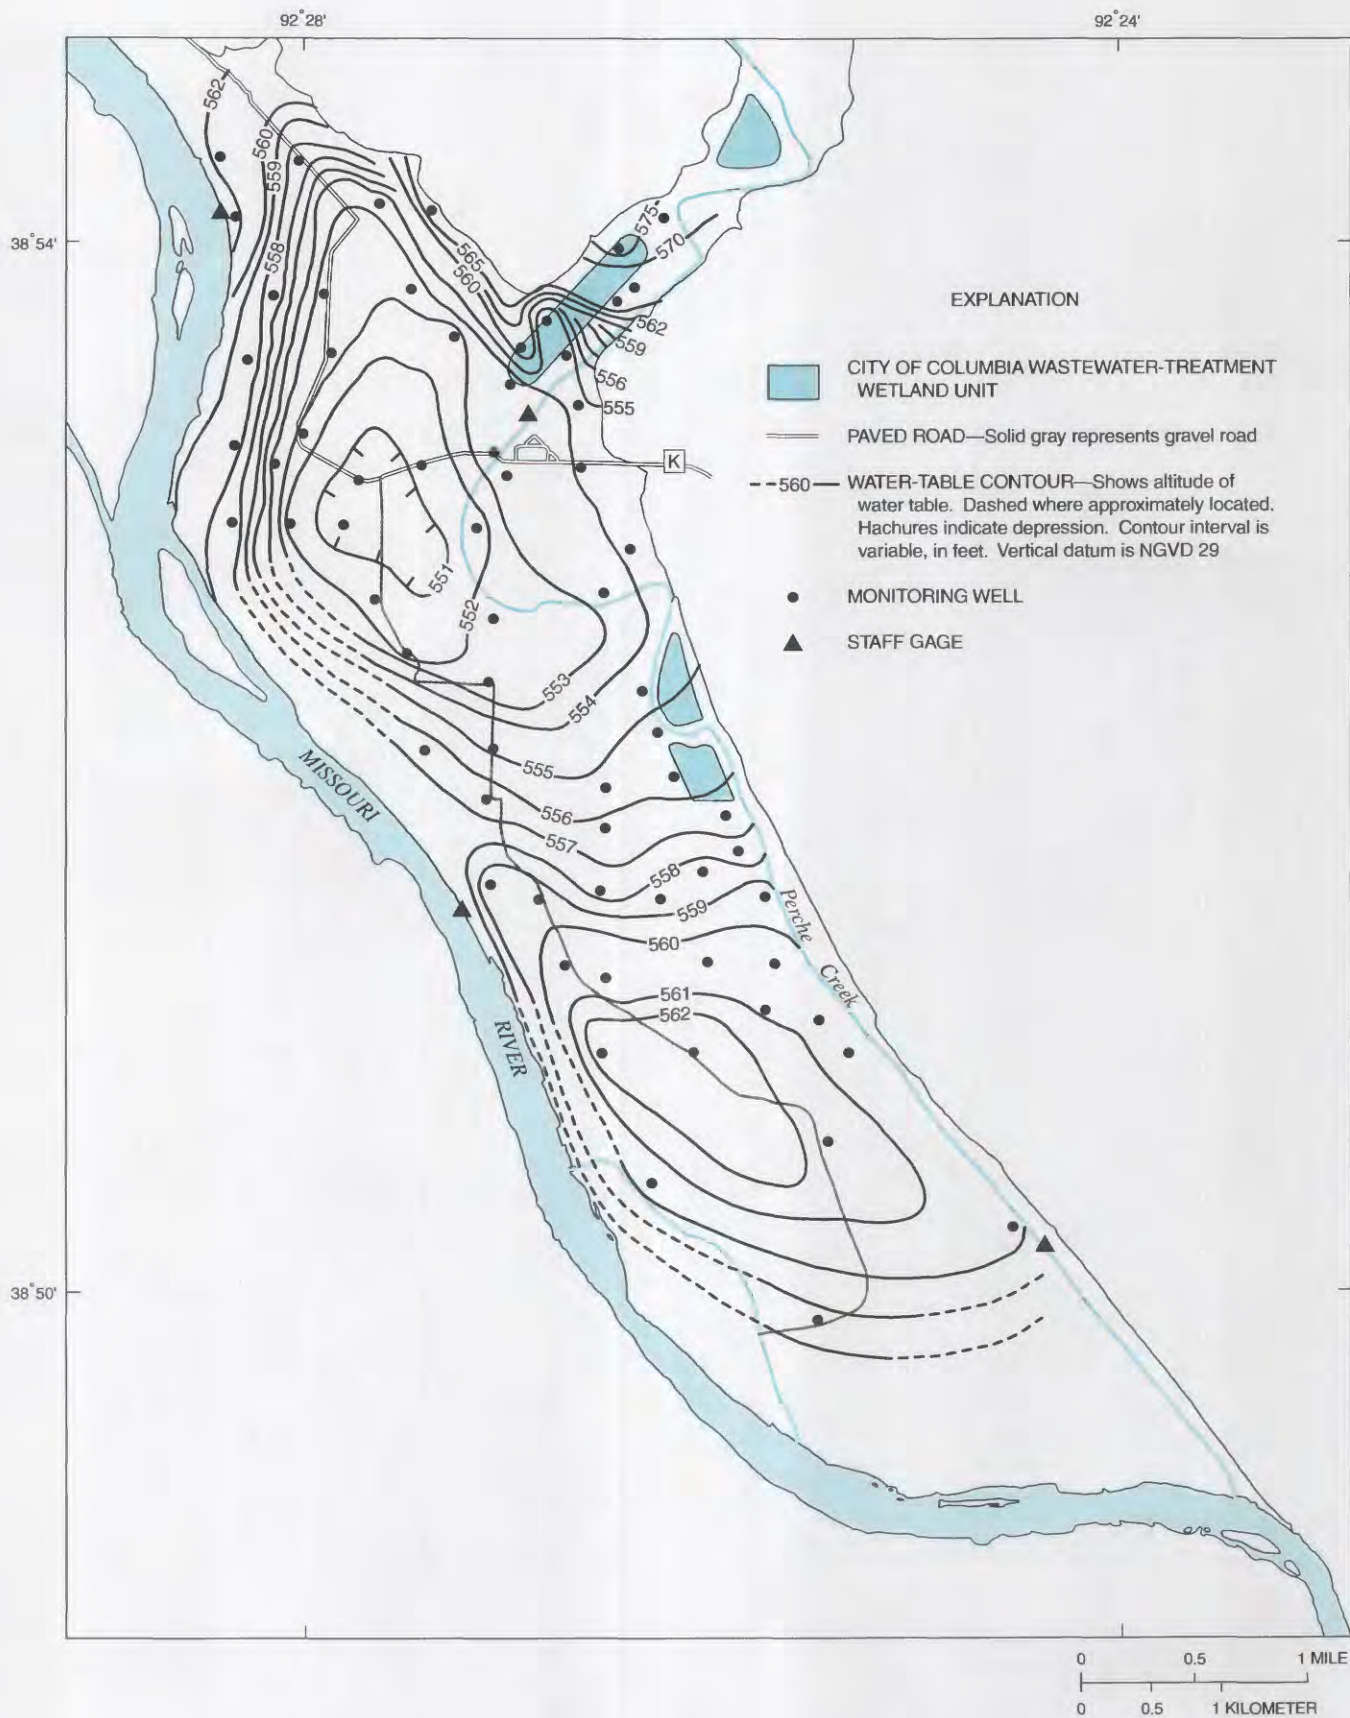 92°28'
92°24'
38°54'
38°50'
562
560
559
558
565
560
575
570
562
559
556
555
K
551
552
553
554
555
556
557
558
559
560
561
562
MISSOURI
RIVER
Perche
Creek
EXPLANATION
CITY OF COLUMBIA WASTEWATER-TREATMENT
WETLAND UNIT
PAVED ROAD—Solid gray represents gravel road
--560— WATER-TABLE CONTOUR—Shows altitude of
water table. Dashed where approximately located.
Hachures indicate depression. Contour interval is
variable, in feet. Vertical datum is NGVD 29
MONITORING WELL
STAFF GAGE
0 0.5 1 MILE
0 0.5 1 KILOMETER